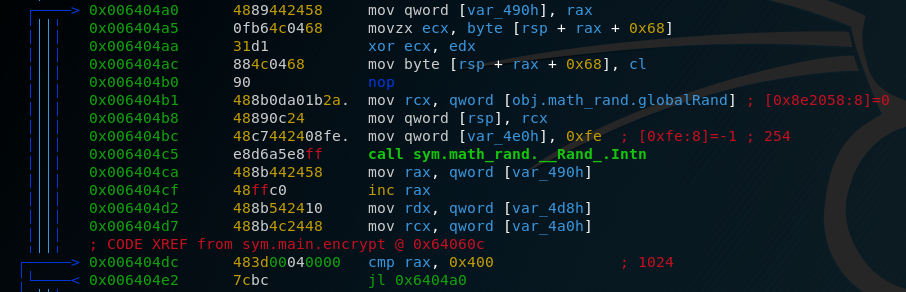 0x006404a0 4889442458 mov qword [var_490h], rax
0x006404a5 0fb64c0468 movzx ecx, byte [rsp + rax + 0x68]
0x006404aa 31d1 xor ecx, edx
0x006404ac 884c0468 mov byte [rsp + rax + 0x68], cl
0x006404b0 90 nop
0x006404b1 488b0da01b2a. mov rcx, qword [obj.math_rand.globalRand] ; [0x8e2058:8]=0
0x006404b8 48890c24 mov qword [rsp], rcx
0x006404bc 48c7442408fe. mov qword [var_4e0h], 0xfe ; [0xfe:8]=-1 ; 254
0x006404c5 e8d6a5e8ff call sym.math_rand.__Rand_.Intn
0x006404ca 488b442458 mov rax, qword [var_490h]
0x006404cf 48ffc0 inc rax
0x006404d2 488b542410 mov rdx, qword [var_4d8h]
0x006404d7 488b4c2448 mov rcx, qword [var_4a0h]
; CODE XREF from sym.main.encrypt @ 0x64060c
0x006404dc 483d00040000 cmp rax, 0x400 ; 1024
0x006404e2 7cbc jl 0x6404a0